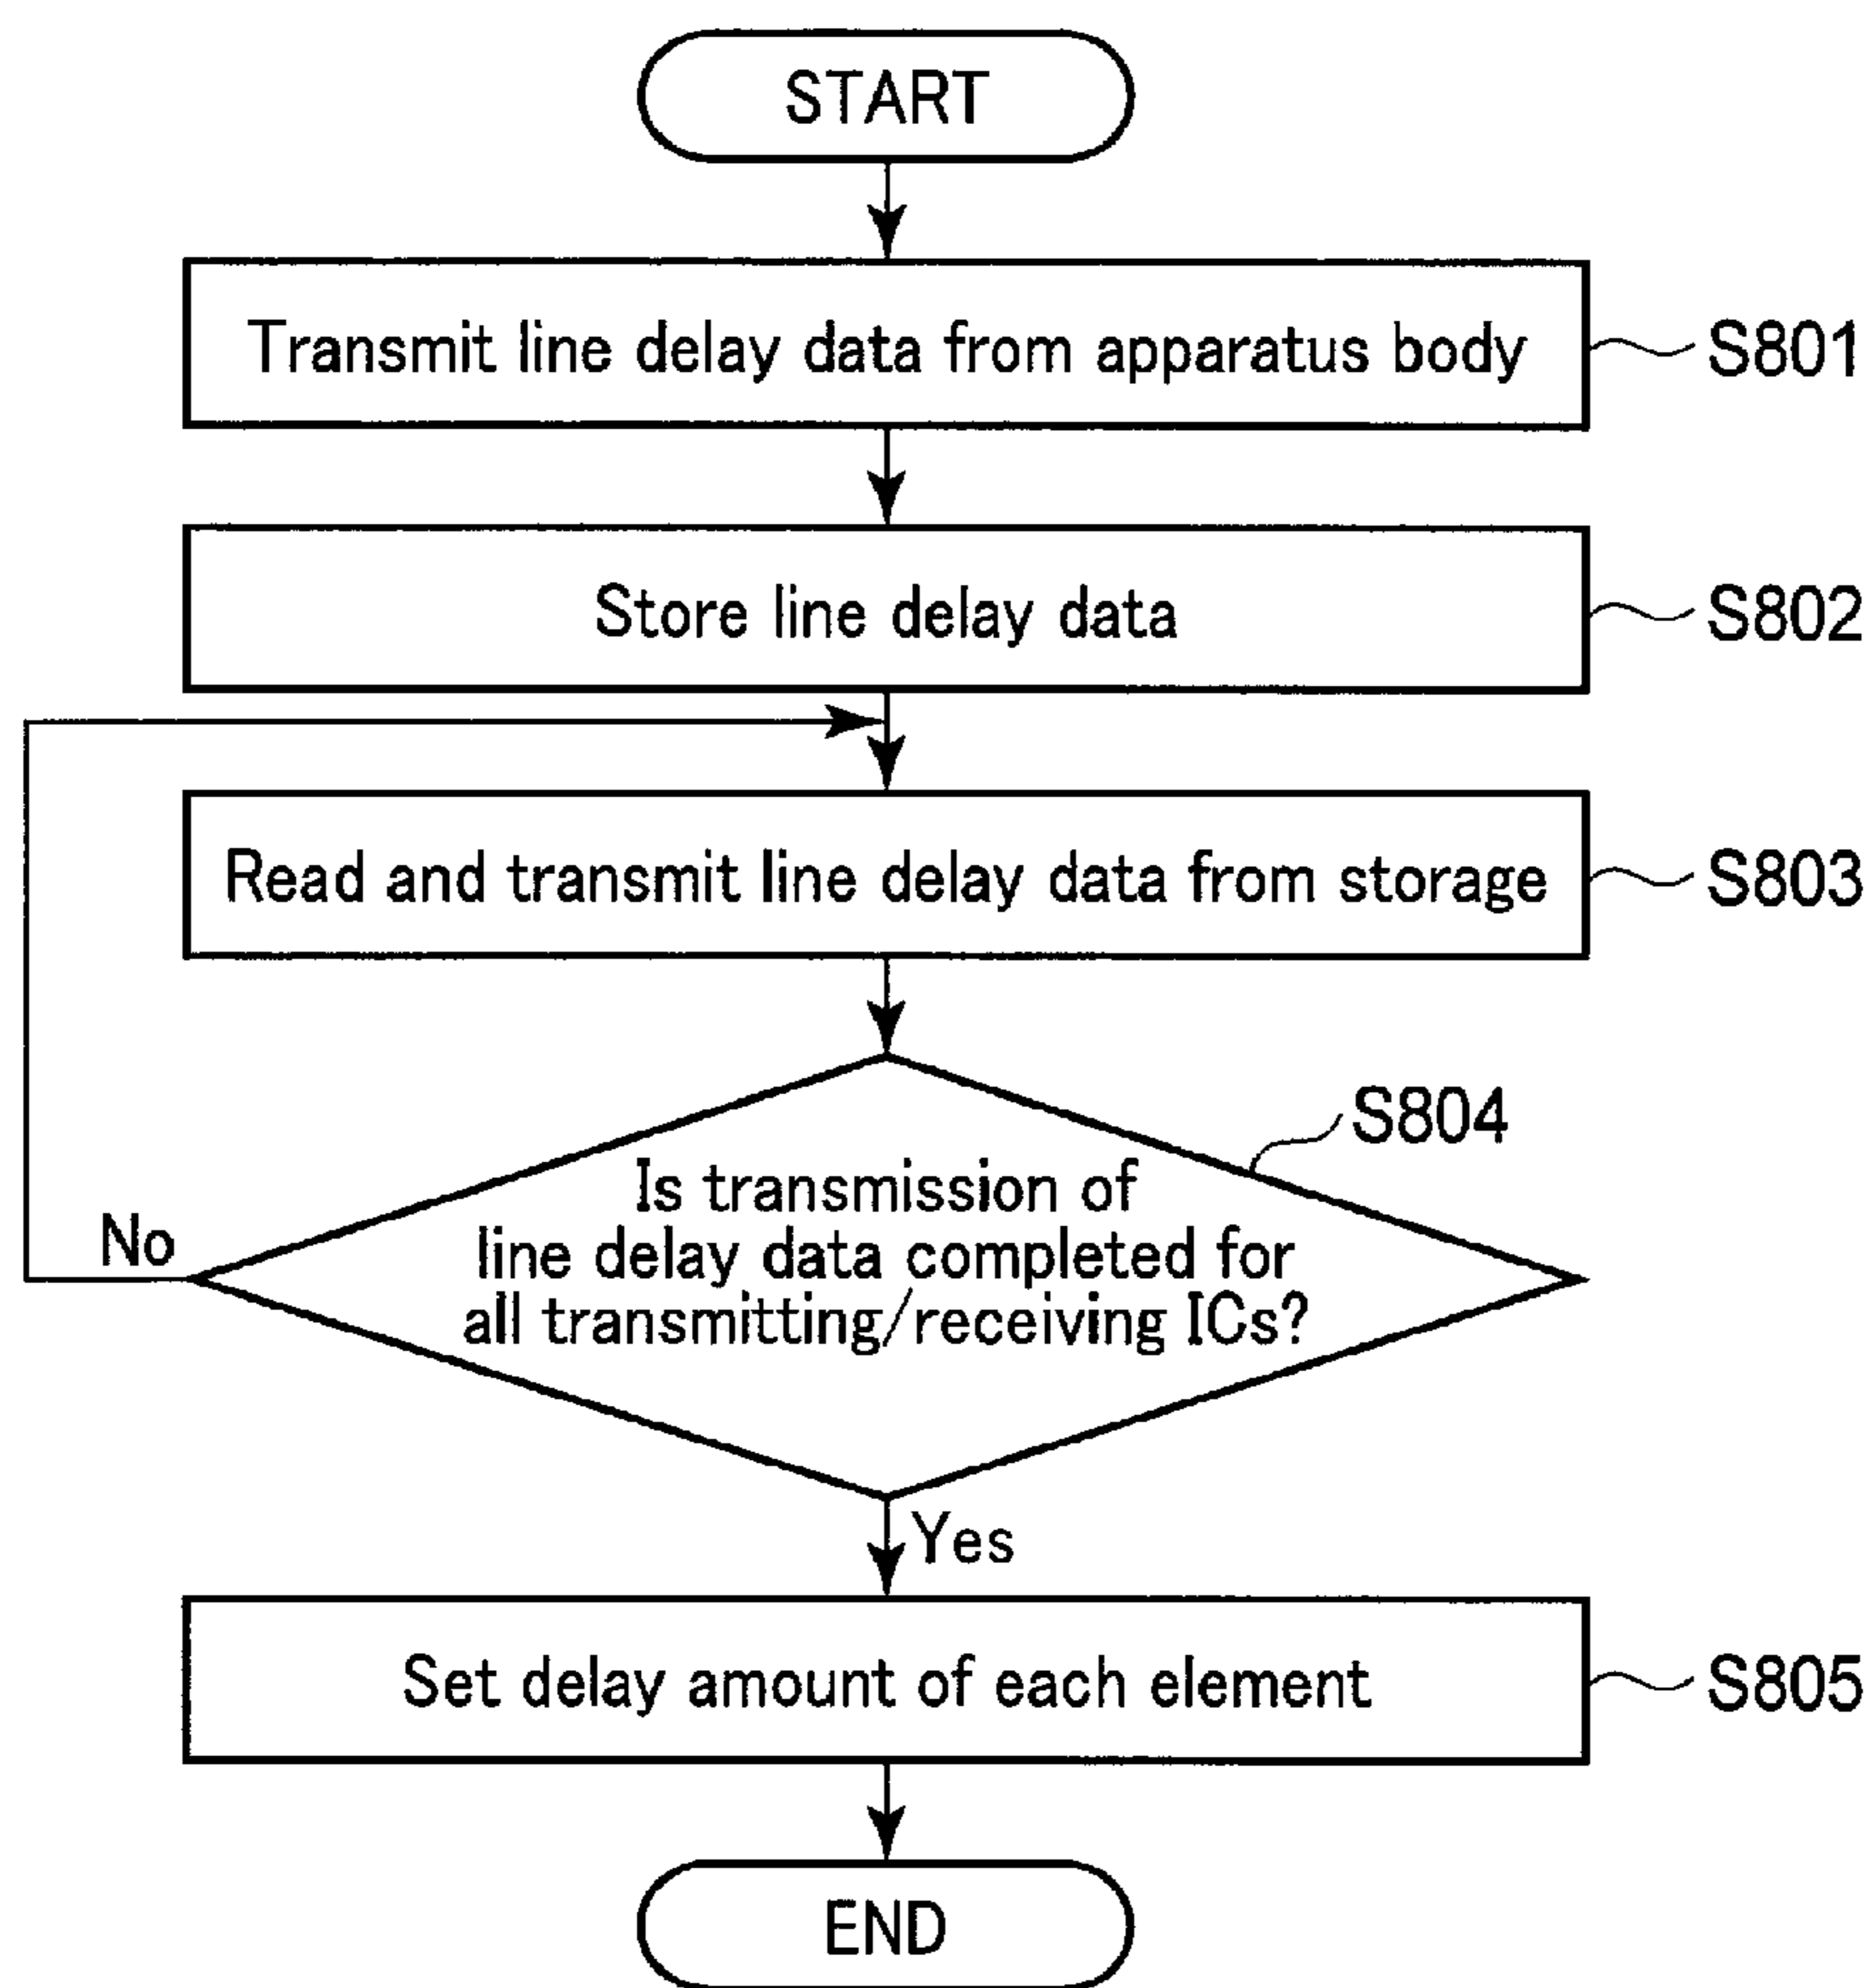 START
Transmit line delay data from apparatus body
S801
Store line delay data
S802
Read and transmit line delay data from storage
S803
S804
Is transmission of
line delay data completed for
all transmitting/receiving ICs?
No
Yes
Set delay amount of each element
S805
END